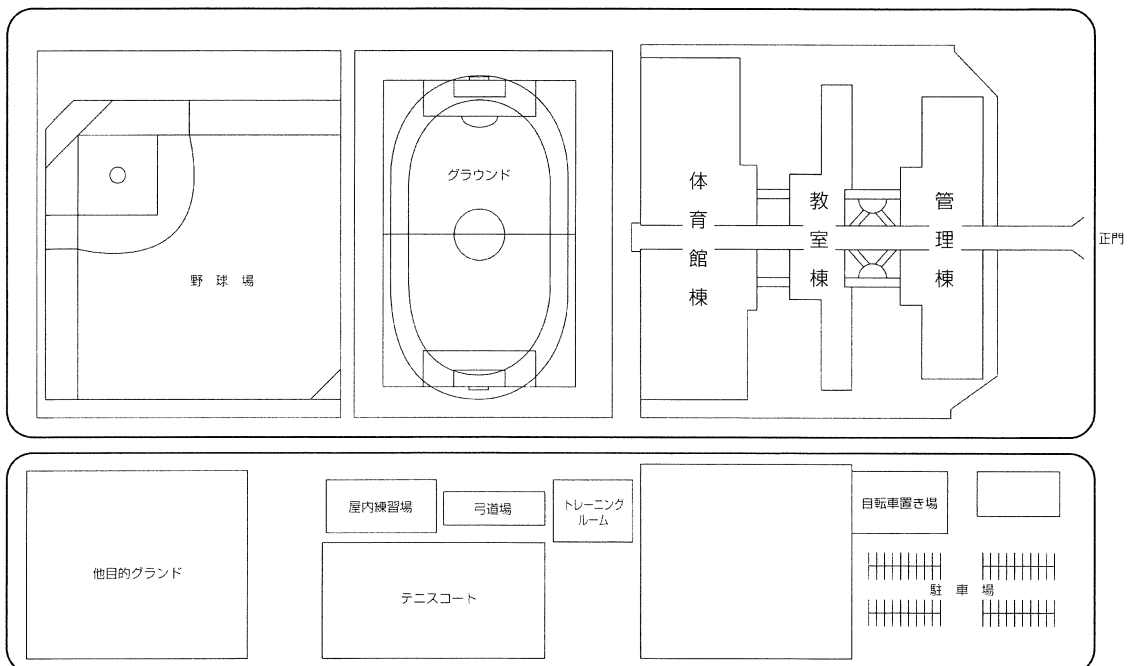 グラウンド
体育館棟
教室棟
管理棟
正門
野球場
屋内練習場
弓道場
トレーニング
ルーム
自転車置き場
他目的グランド
テニスコート
駐車場